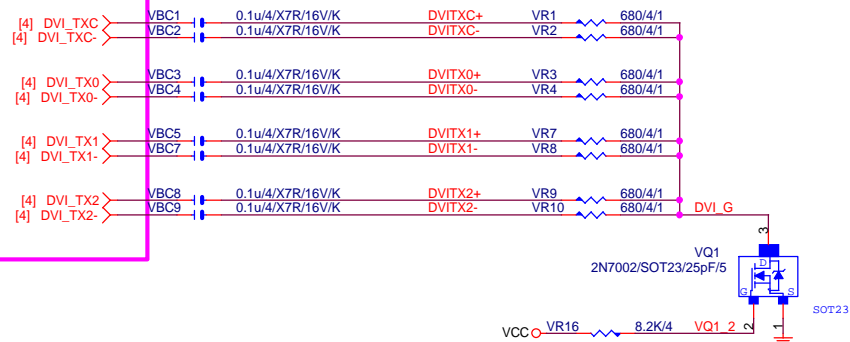 [4] DVI_TXC VBC1 0.1u/4/X7R/16V/K DVITXC+ VR1 680/4/1
[4] DVI_TXC- VBC2 0.1u/4/X7R/16V/K DVITXC- VR2 680/4/1
[4] DVI_TX0 VBC3 0.1u/4/X7R/16V/K DVITX0+ VR3 680/4/1
[4] DVI_TX0- VBC4 0.1u/4/X7R/16V/K DVITX0- VR4 680/4/1
[4] DVI_TX1 VBC5 0.1u/4/X7R/16V/K DVITX1+ VR7 680/4/1
[4] DVI_TX1- VBC7 0.1u/4/X7R/16V/K DVITX1- VR8 680/4/1
[4] DVI_TX2 VBC8 0.1u/4/X7R/16V/K DVITX2+ VR9 680/4/1
[4] DVI_TX2- VBC9 0.1u/4/X7R/16V/K DVITX2- VR10 680/4/1 DVI_G
3
VQ1
2N7002/SOT23/25pF/5
D
G S
SOT23
VCC VR16 8.2K/4 VQ1_2 2 1